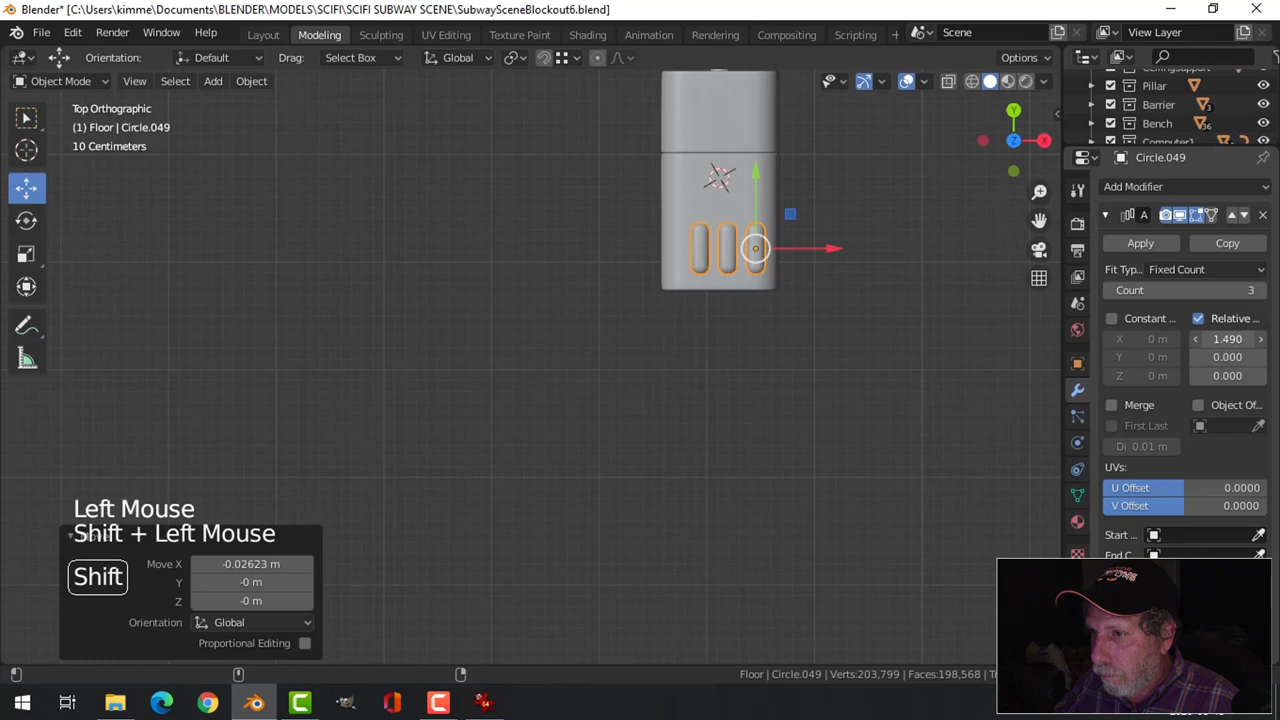 Blender* [C:\Users\kimme\Documents\BLENDER\MODELS\SCIFI\SCIFI SUBWAY SCENE\SubwaySceneBlockout6.blend]
File Edit Render Window Help Layout Modeling Sculpting UV Editing Texture Paint Shading Animation Rendering Compositing Scripting Scene View Layer
Orientation: Default Drag: Select Box Global Options
Object Mode View Select Add Object
Pillar
Barrier 3
Bench 36
Computer1
Top Orthographic
(1) Floor | Circle.049
10 Centimeters
Y
Z
X
Circle.049
Add Modifier
A
Apply Copy
Fit Typ... Fixed Count
Count 3
Constant ... Relative ...
X 0 m 1.490
Y 0 m 0.000
Z 0 m 0.000
Merge Object Of...
First Last
Di 0.01 m
UVs:
U Offset 0.0000
V Offset 0.0000
Start ...
End C...
Left Mouse
Shift + Left Mouse
Shift
Move X -0.02623 m
Y -0 m
Z -0 m
Orientation Global
Proportional Editing
Floor | Circle.049 | Verts:203,799 | Faces:198,568 | Tr